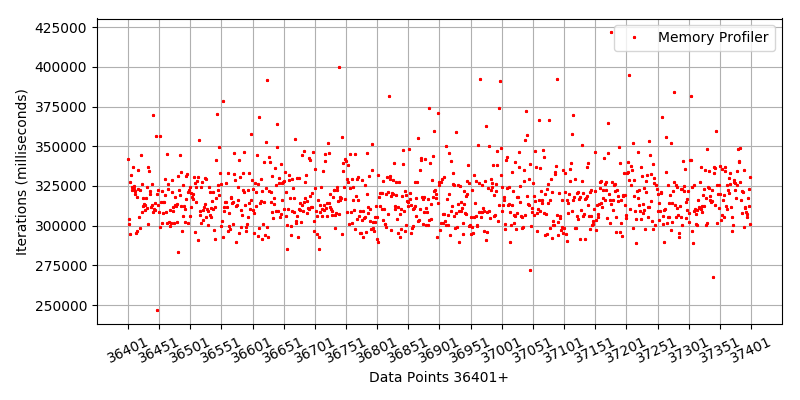 425000
400000
375000
350000
325000
300000
275000
250000
Iterations (milliseconds)
Memory Profiler
36401 36451 36501 36551 36601 36651 36701 36751 36801 36851 36901 36951 37001 37051 37101 37151 37201 37251 37301 37351 37401
Data Points 36401+